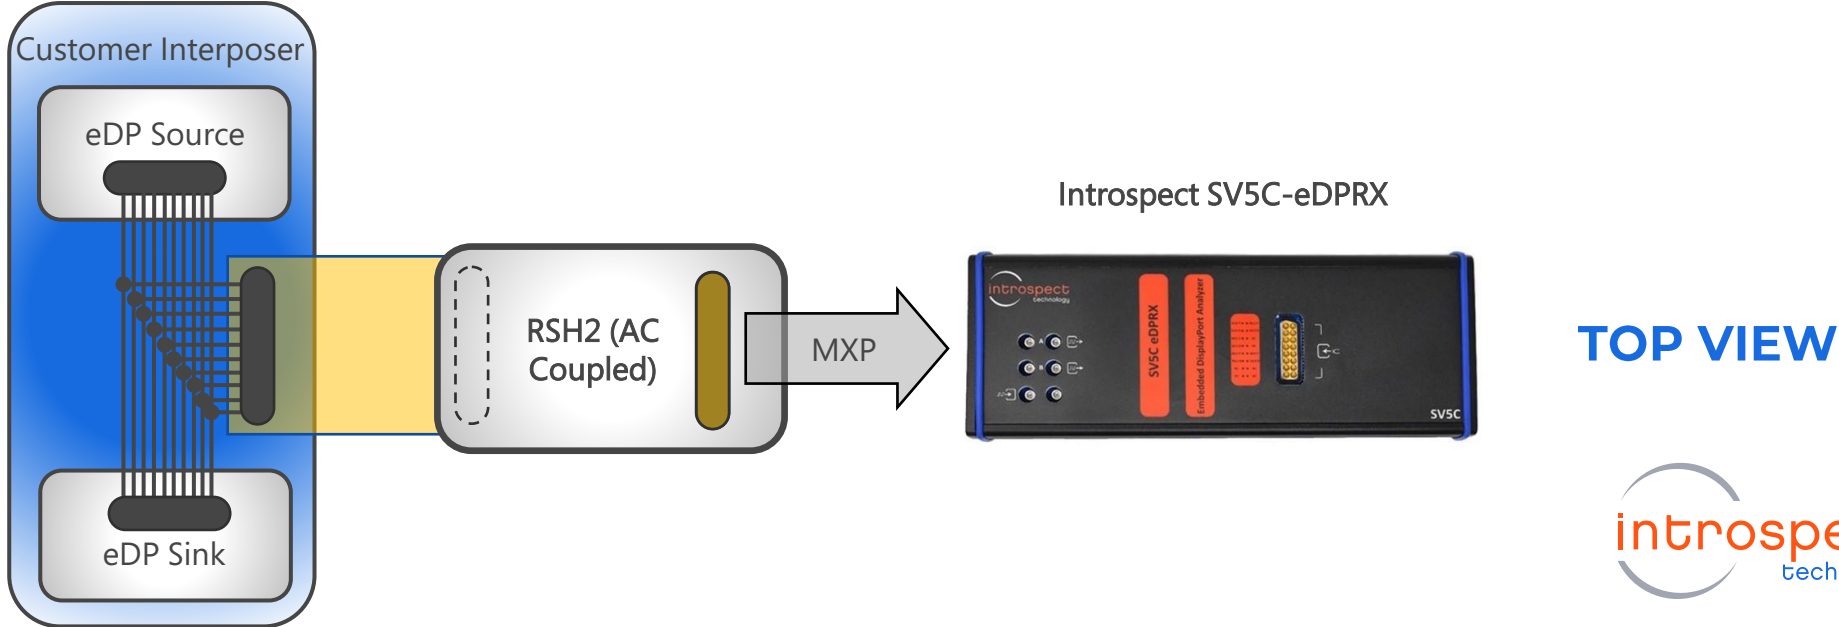 Customer Interposer
eDP Source
eDP Sink
RSH2 (AC
Coupled)
MXP
Introspect SV5C-eDPRX
introspect
technology
A
B
SV5C eDPRX
Embedded DisplayPort Analyzer
C
SV5C
TOP VIEW
introspe
tech